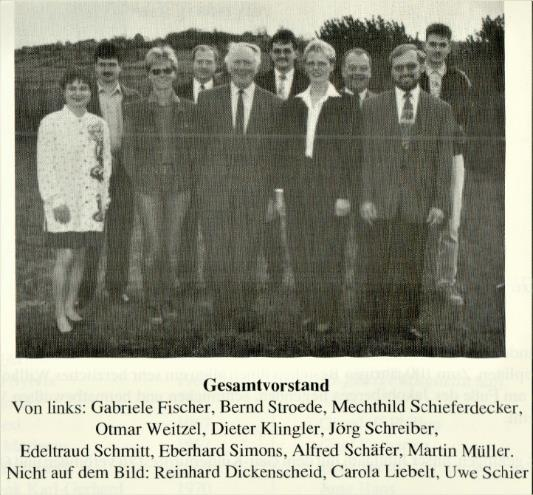 Gesamtvorstand
Von links: Gabriele Fischer, Bernd Stroede, Mechthild Schieferdecker,
Otmar Weitzel, Dieter Klingler, Jörg Schreiber,
Edeltraud Schmitt, Eberhard Simons, Alfred Schäfer, Martin Müller.
Nicht auf dem Bild: Reinhard Dickenscheid, Carola Liebelt, Uwe Schier